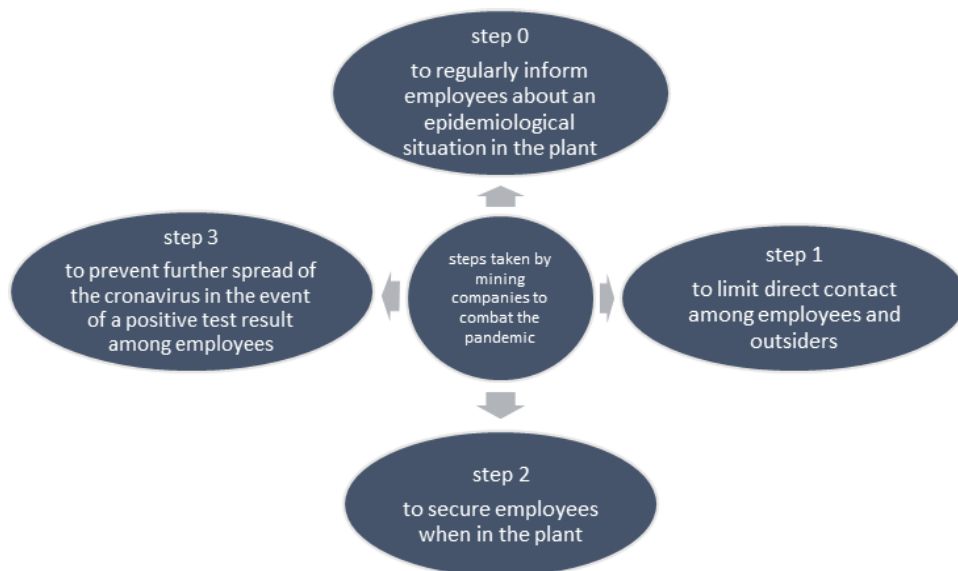 step 0
to regularly inform
employees about an
epidemiological
situation in the plant
step 3
to prevent further spread of
the cronavirus in the event
of a positive test result
among employees
steps taken by
mining
companies to
combat the
pandemic
step 1
to limit direct contact
among employees and
outsiders
step 2
to secure employees
when in the plant